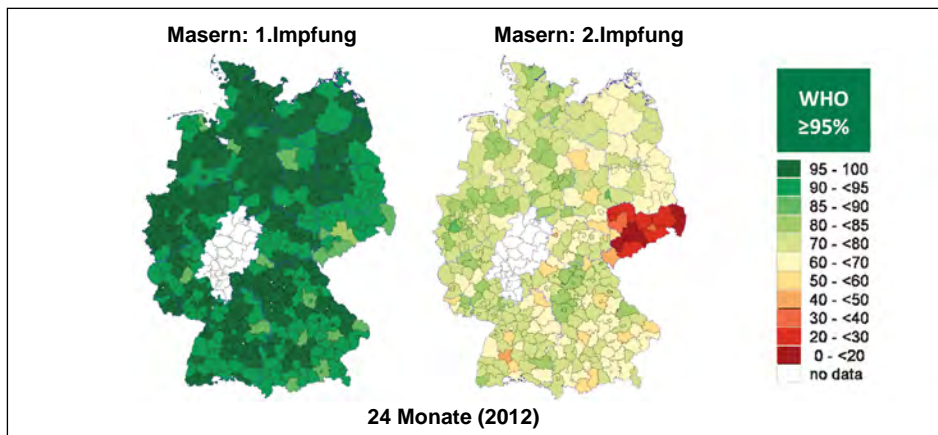 Masern: 1.Impfung
Masern: 2.Impfung
WHO
≥95%
95 - 100
90 - <95
85 - <90
80 - <85
70 - <80
60 - <70
50 - <60
40 - <50
30 - <40
20 - <30
0 - <20
no data
24 Monate (2012)